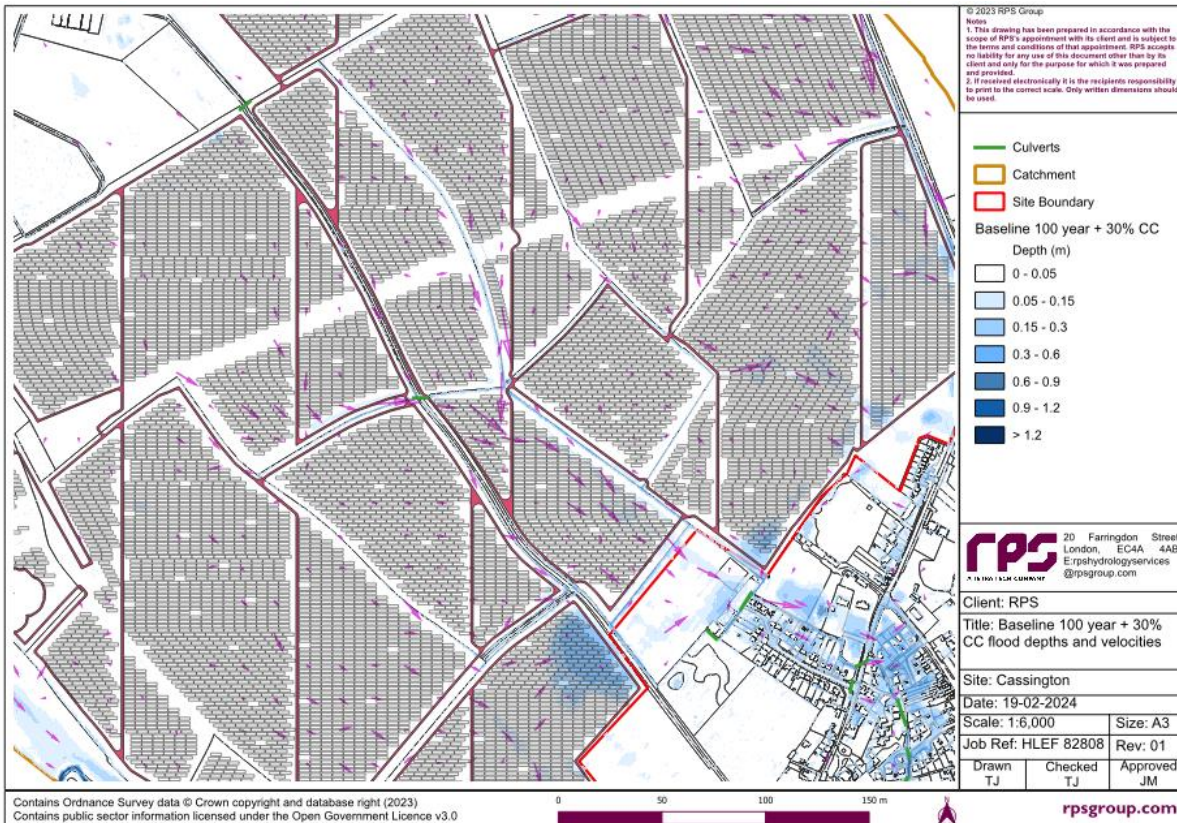 © 2023 RPS Group
Notes
1. This drawing has been prepared in accordance with the
scope of RPS's appointment with its client and is subject to
the terms and conditions of that appointment. RPS accepts
no liability for any use of this document other than by its
client and only for the purpose for which it was prepared
and provided.
2. If received electronically it is the recipients responsibility
to print to the correct scale. Only written dimensions should
be used.
Culverts
Catchment
Site Boundary
Baseline 100 year + 30% CC
Depth (m)
0 - 0.05
0.05 - 0.15
0.15 - 0.3
0.3 - 0.6
0.6 - 0.9
0.9 - 1.2
> 1.2
rps
A TETRA TECH COMPANY
20 Farringdon Street
London, EC4A 4AB
E:rpshydrologyservices
@rpsgroup.com
Client: RPS
Title: Baseline 100 year + 30%
CC flood depths and velocities
Site: Cassington
Date: 19-02-2024
Scale: 1:6,000 Size: A3
Job Ref: HLEF 82808 Rev: 01
Drawn Checked Approved
TJ TJ JM
Contains Ordnance Survey data © Crown copyright and database right (2023)
Contains public sector information licensed under the Open Government Licence v3.0
0 50 100 150 m
N
rpsgroup.com